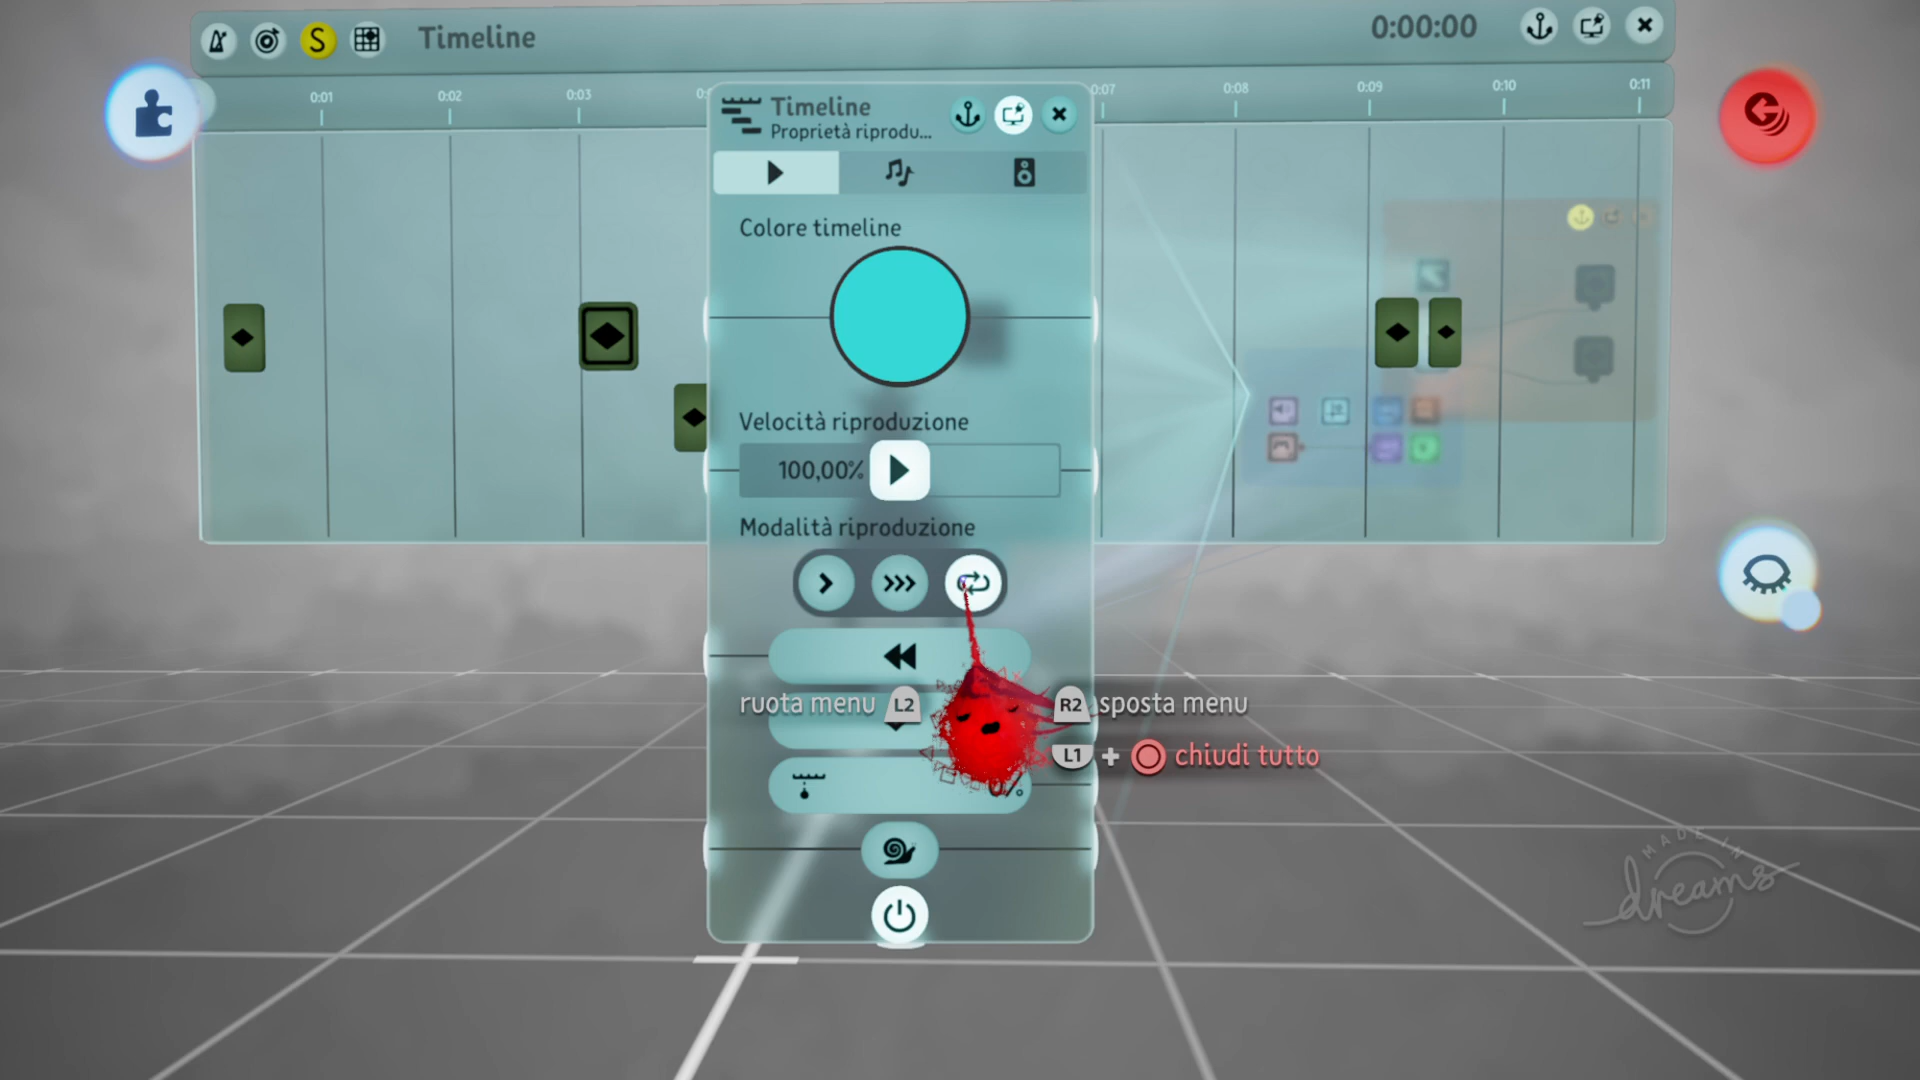 S Timeline 0:00:00
0:01 0:02 0:03 0:07 0:08 0:09 0:10 0:11
Timeline
Proprietà riprodu...
Colore timeline
Velocità riproduzione
100,00%
Modalità riproduzione
ruota menu L2 R2 sposta menu
L1 + chiudi tutto
MADE IN
dreams